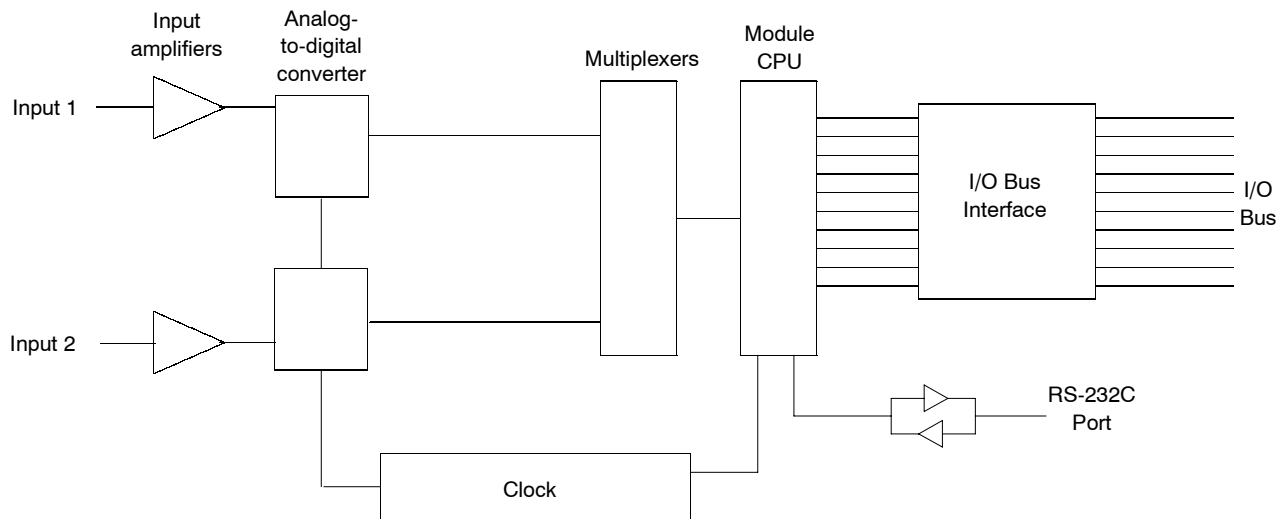 Input
amplifiers
Analog-
to-digital
converter
Multiplexers
Module
CPU
Input 1
I/O Bus
Interface
I/O
Bus
Input 2
RS-232C
Port
Clock